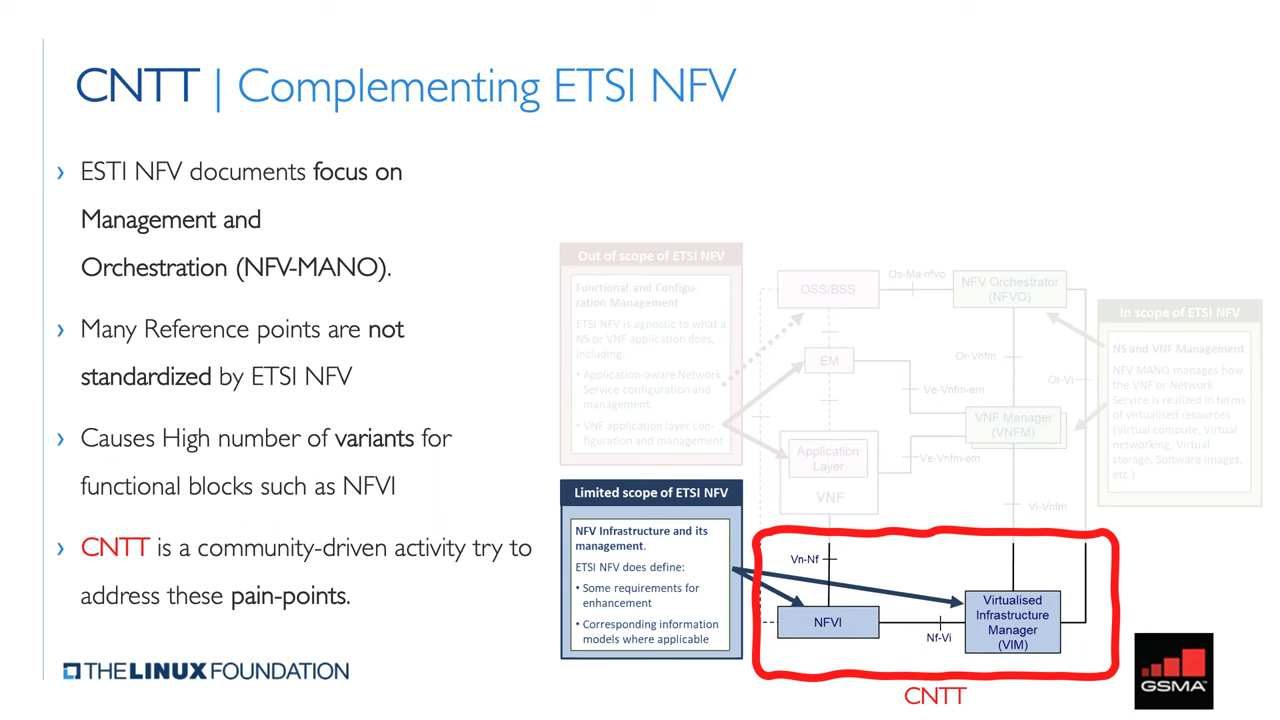 CNTT | Complementing ETSI NFV
› ESTI NFV documents focus on
Management and
Orchestration (NFV-MANO).
› Many Reference points are not
standardized by ETSI NFV
› Causes High number of variants for
functional blocks such as NFVI
› CNTT is a community-driven activity try to
address these pain-points.
Out of scope of ETSI NFV
Functional and Configu-
ration Management
ETSI NFV is agnostic to what a
NS or VNF application does,
including:
• Application-aware Network
Service configuration and
management.
• VNF application layer con-
figuration and management
Limited scope of ETSI NFV
NFV Infrastructure and its
management.
ETSI NFV does define:
• Some requirements for
enhancement
• Corresponding information
models where applicable
OSS/BSS
Os-Ma-nfvo
NFV Orchestrator
(NFVO)
EM
Or-Vnfm
Or-Vi
Ve-Vnfm-em
VNF Manager
(VNFM)
Application
Layer
Ve-Vnfm-em
VNF
Vi-Vnfm
In scope of ETSI NFV
NS and VNF Management
NFV MANO manages how
the VNF or Network
Service is realized in terms
of virtualised resources
(Virtual compute, Virtual
networking, Virtual
storage, Software images,
etc.)
Vn-Nf
NFVI
Nf-Vi
Virtualised
Infrastructure
Manager
(VIM)
CNTT
THE LINUX FOUNDATION
GSMA